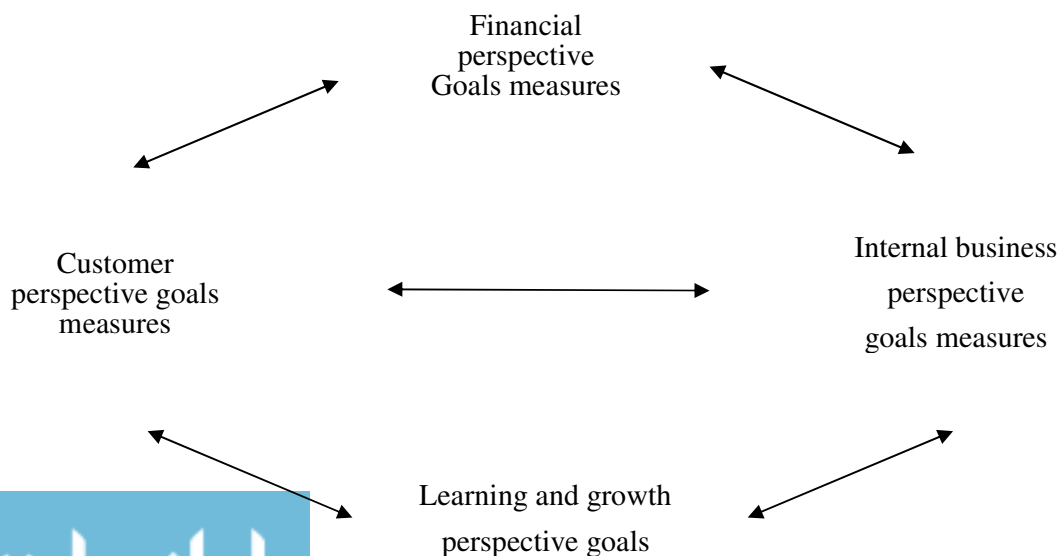 Financial
perspective
Goals measures
Customer
perspective goals
measures
Internal business
perspective
goals measures
Learning and growth
perspective goals